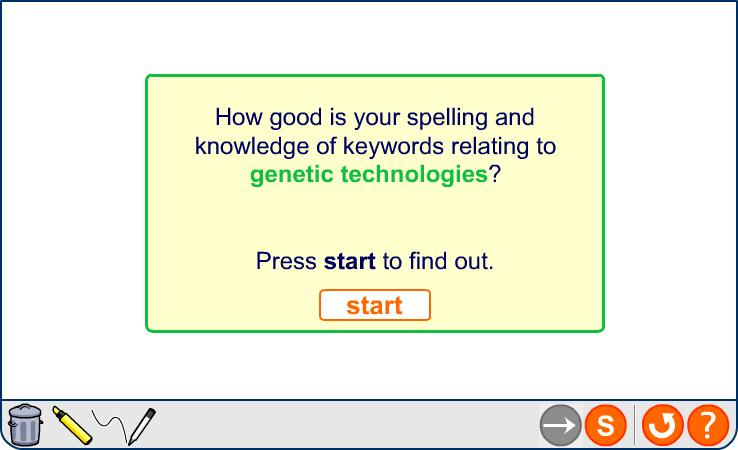 How good is your spelling and
knowledge of keywords relating to
genetic technologies?
Press start to find out.
start
S
?